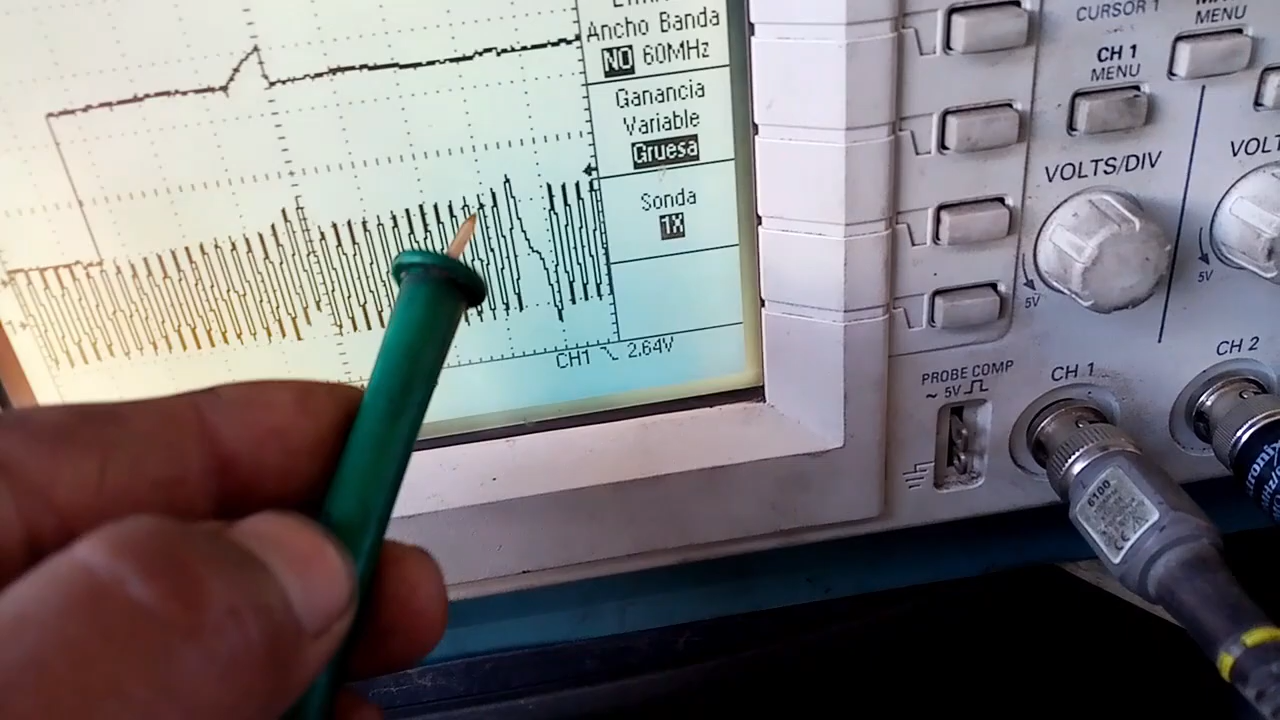 Ancho Banda
NO 60MHz
Ganancia
Variable
Gruesa
Sonda
1X
CH1 2.64V
CURSOR 1
MENU
CH 1
MENU
VOLTS/DIV
VOLT
5V
5V
PROBE COMP
~ 5V
CH 1
CH 2
6100